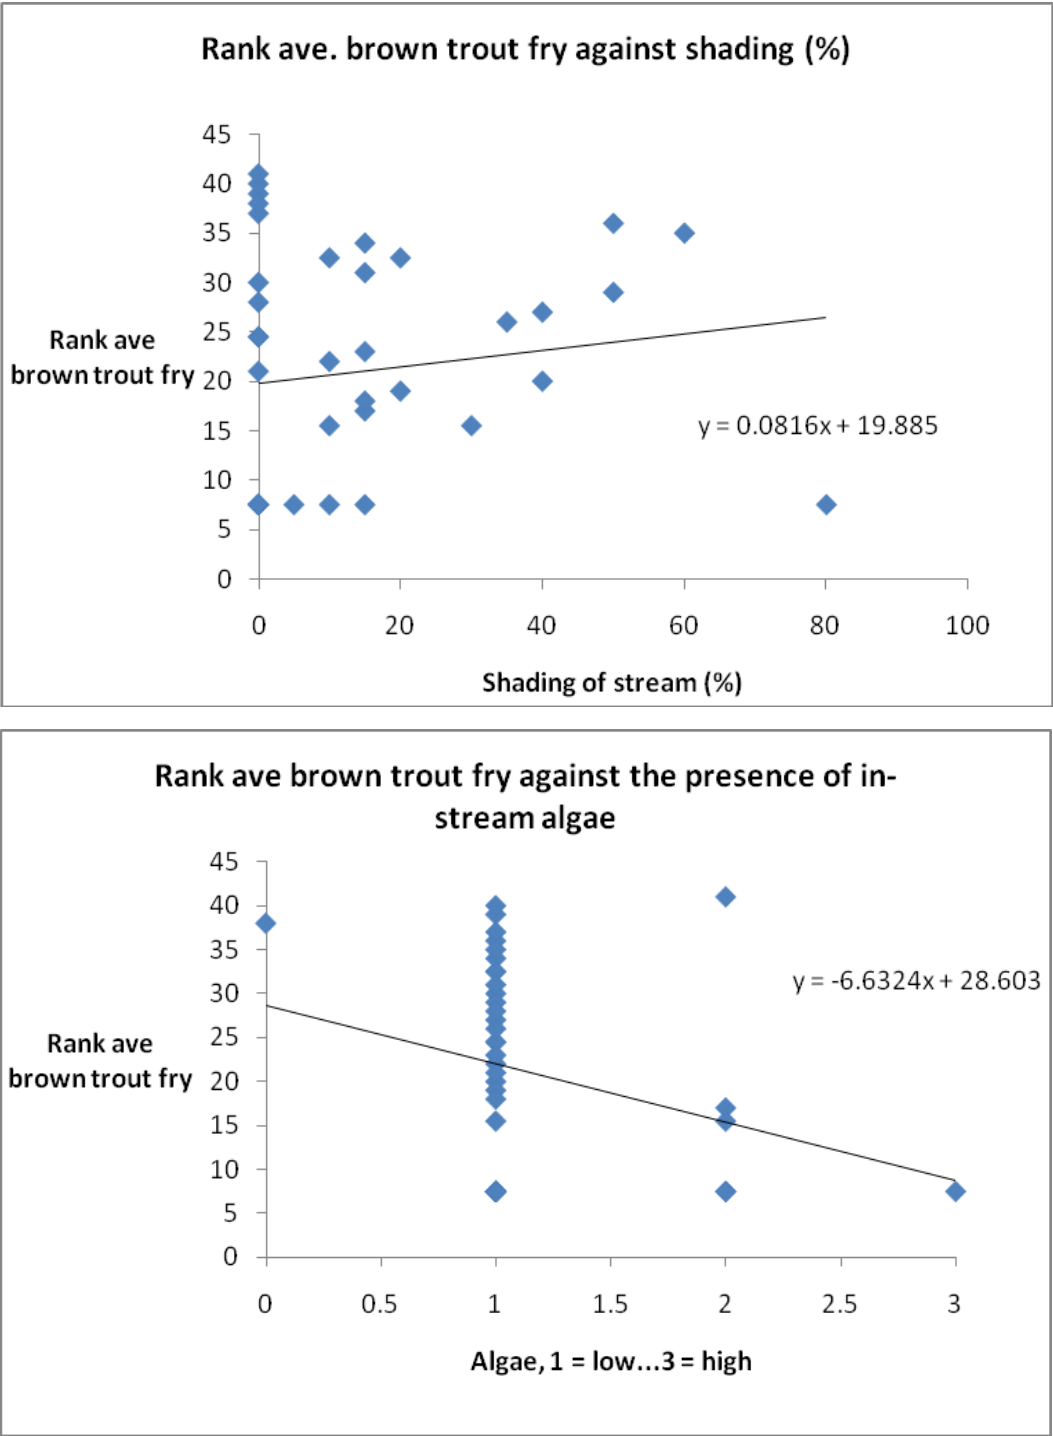 Rank ave. brown trout fry against shading (%)
45
40
35
30
25
20
15
10
5
0
Rank ave
brown trout fry
y = 0.0816x + 19.885
0 20 40 60 80 100
Shading of stream (%)
Rank ave brown trout fry against the presence of in-
stream algae
45
40
35
30
25
20
15
10
5
0
Rank ave
brown trout fry
y = -6.6324x + 28.603
0 0.5 1 1.5 2 2.5 3
Algae, 1 = low...3 = high